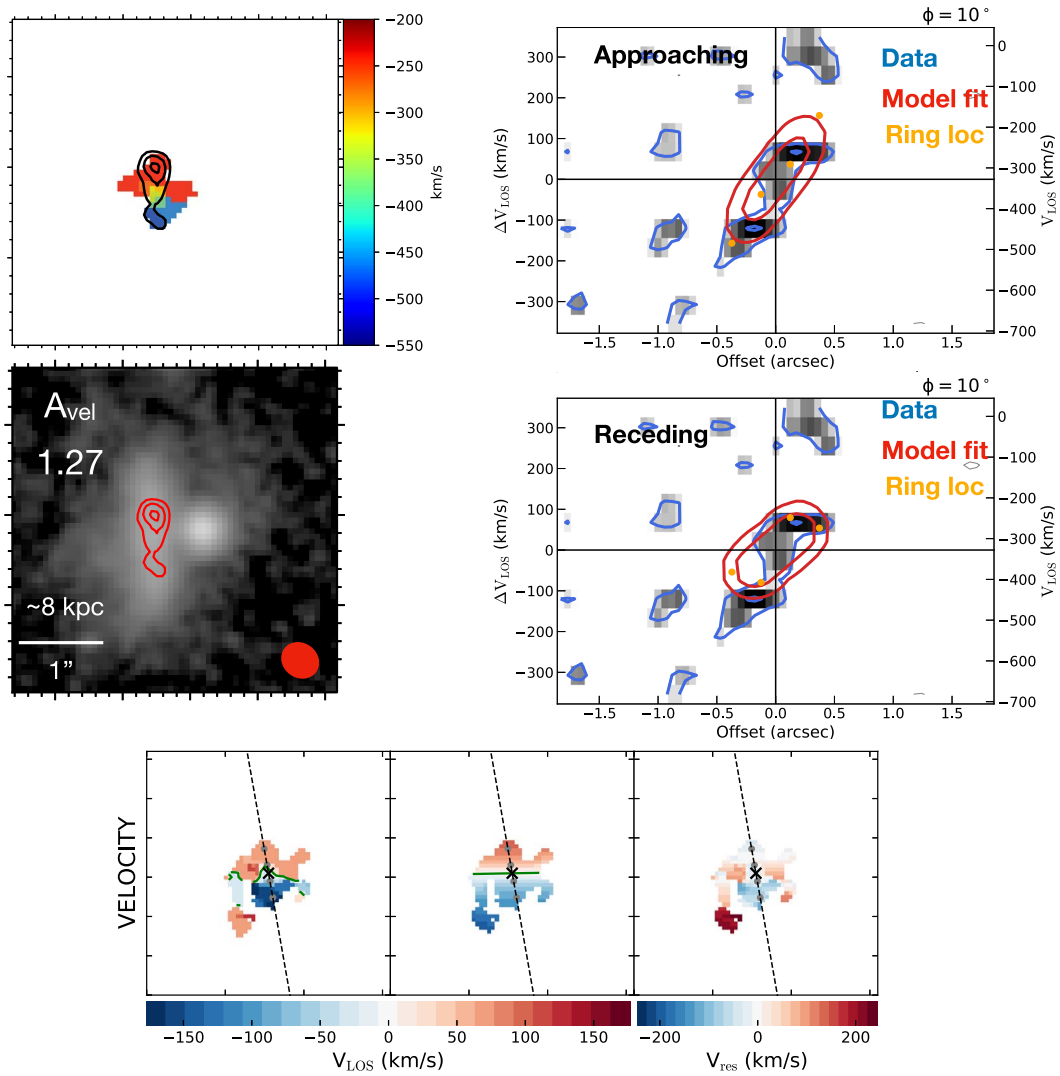 −200
−250
−300
−350
−400
−450
−500
−550
km/s
ϕ = 10°
Approaching
Data
Model fit
Ring loc
300
200
100
0
−100
−200
−300
ΔV_LOS (km/s)
0
−100
−200
−300
−400
−500
−600
−700
V_LOS (km/s)
−1.5 −1.0 −0.5 0.0 0.5 1.0 1.5
Offset (arcsec)
A_vel
1.27
~8 kpc
1”
ϕ = 10°
Receding
Data
Model fit
Ring loc
300
200
100
0
−100
−200
−300
ΔV_LOS (km/s)
0
−100
−200
−300
−400
−500
−600
−700
V_LOS (km/s)
−1.5 −1.0 −0.5 0.0 0.5 1.0 1.5
Offset (arcsec)
VELOCITY
−150 −100 −50 0 50 100 150
V_LOS (km/s)
−200 0 200
V_res (km/s)